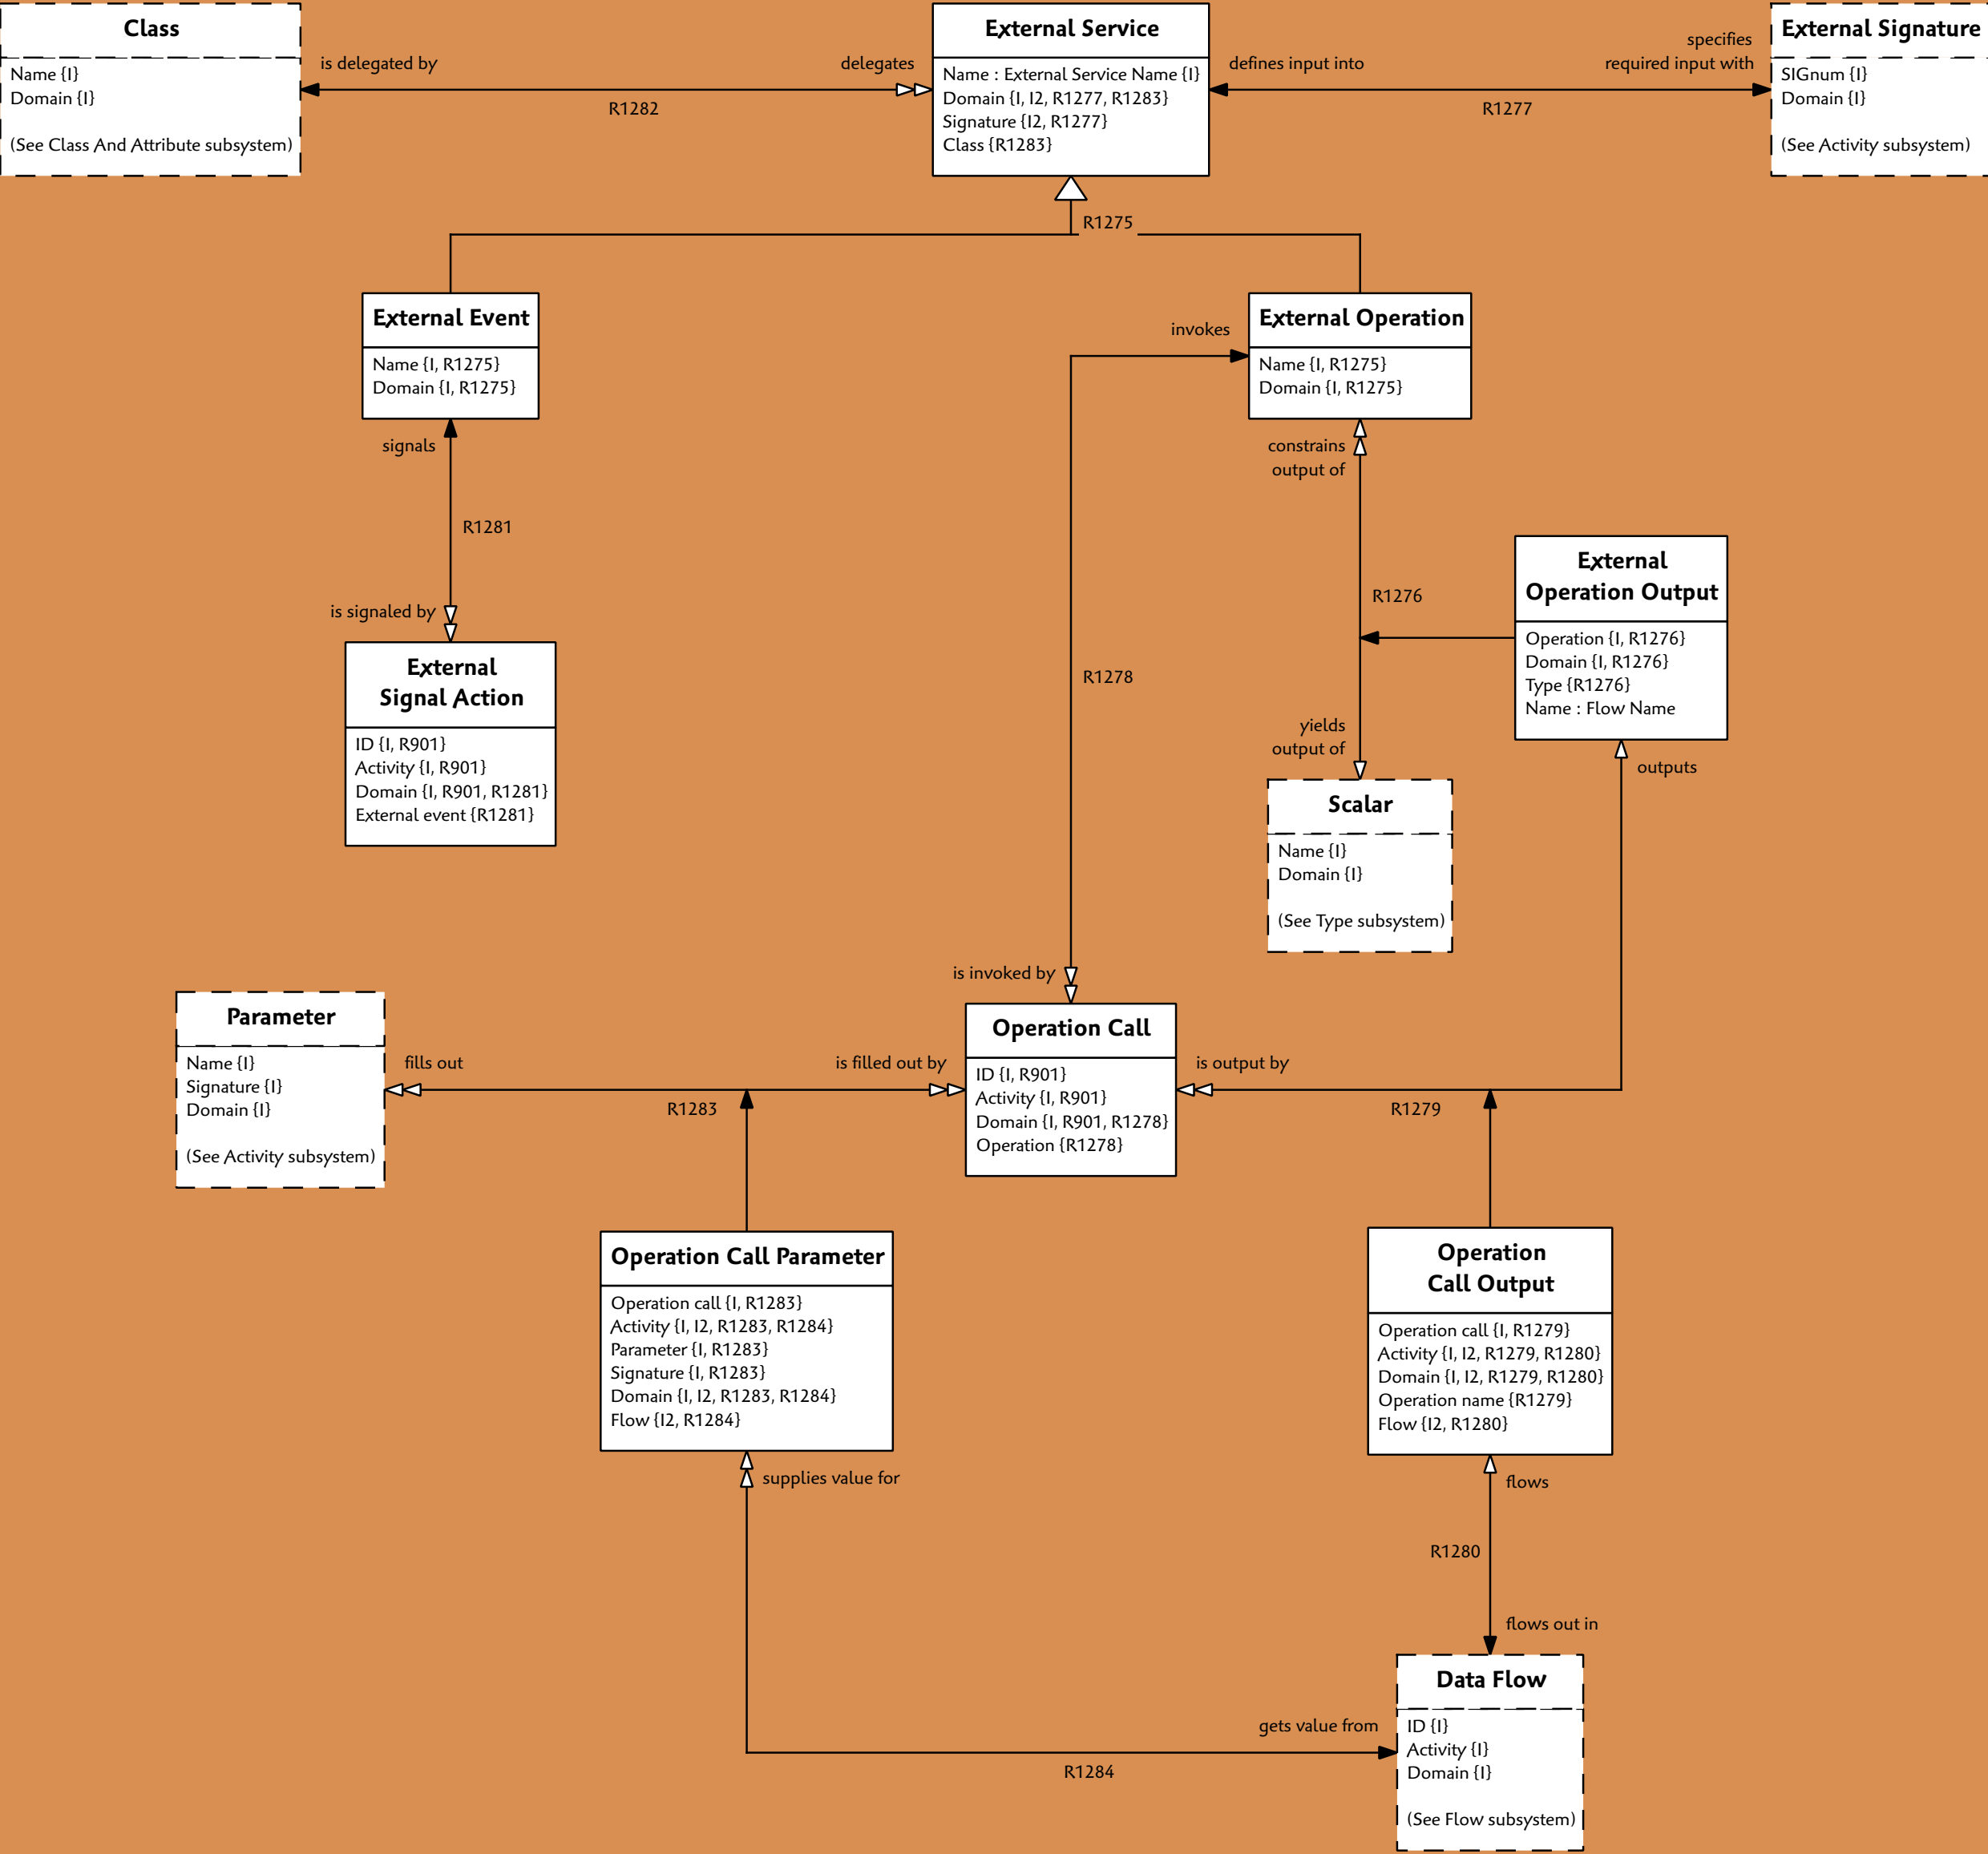 Class
Name {I}
Domain {I}
(See Class And Attribute subsystem)
is delegated by
R1282
delegates
External Service
Name : External Service Name {I}
Domain {I, I2, R1277, R1283}
Signature {I2, R1277}
Class {R1283}
defines input into
R1277
specifies
required input with
External Signature
SIGnum {I}
Domain {I}
(See Activity subsystem)
R1275
External Event
Name {I, R1275}
Domain {I, R1275}
signals
R1281
is signaled by
External
Signal Action
ID {I, R901}
Activity {I, R901}
Domain {I, R901, R1281}
External event {R1281}
invokes
R1278
is invoked by
External Operation
Name {I, R1275}
Domain {I, R1275}
constrains
output of
R1276
yields
output of
External
Operation Output
Operation {I, R1276}
Domain {I, R1276}
Type {R1276}
Name : Flow Name
outputs
Scalar
Name {I}
Domain {I}
(See Type subsystem)
Parameter
Name {I}
Signature {I}
Domain {I}
(See Activity subsystem)
fills out
R1283
is filled out by
Operation Call
ID {I, R901}
Activity {I, R901}
Domain {I, R901, R1278}
Operation {R1278}
is output by
R1279
Operation Call Parameter
Operation call {I, R1283}
Activity {I, I2, R1283, R1284}
Parameter {I, R1283}
Signature {I, R1283}
Domain {I, I2, R1283, R1284}
Flow {I2, R1284}
supplies value for
Operation
Call Output
Operation call {I, R1279}
Activity {I, I2, R1279, R1280}
Domain {I, I2, R1279, R1280}
Operation name {R1279}
Flow {I2, R1280}
flows
R1280
flows out in
gets value from
R1284
Data Flow
ID {I}
Activity {I}
Domain {I}
(See Flow subsystem)